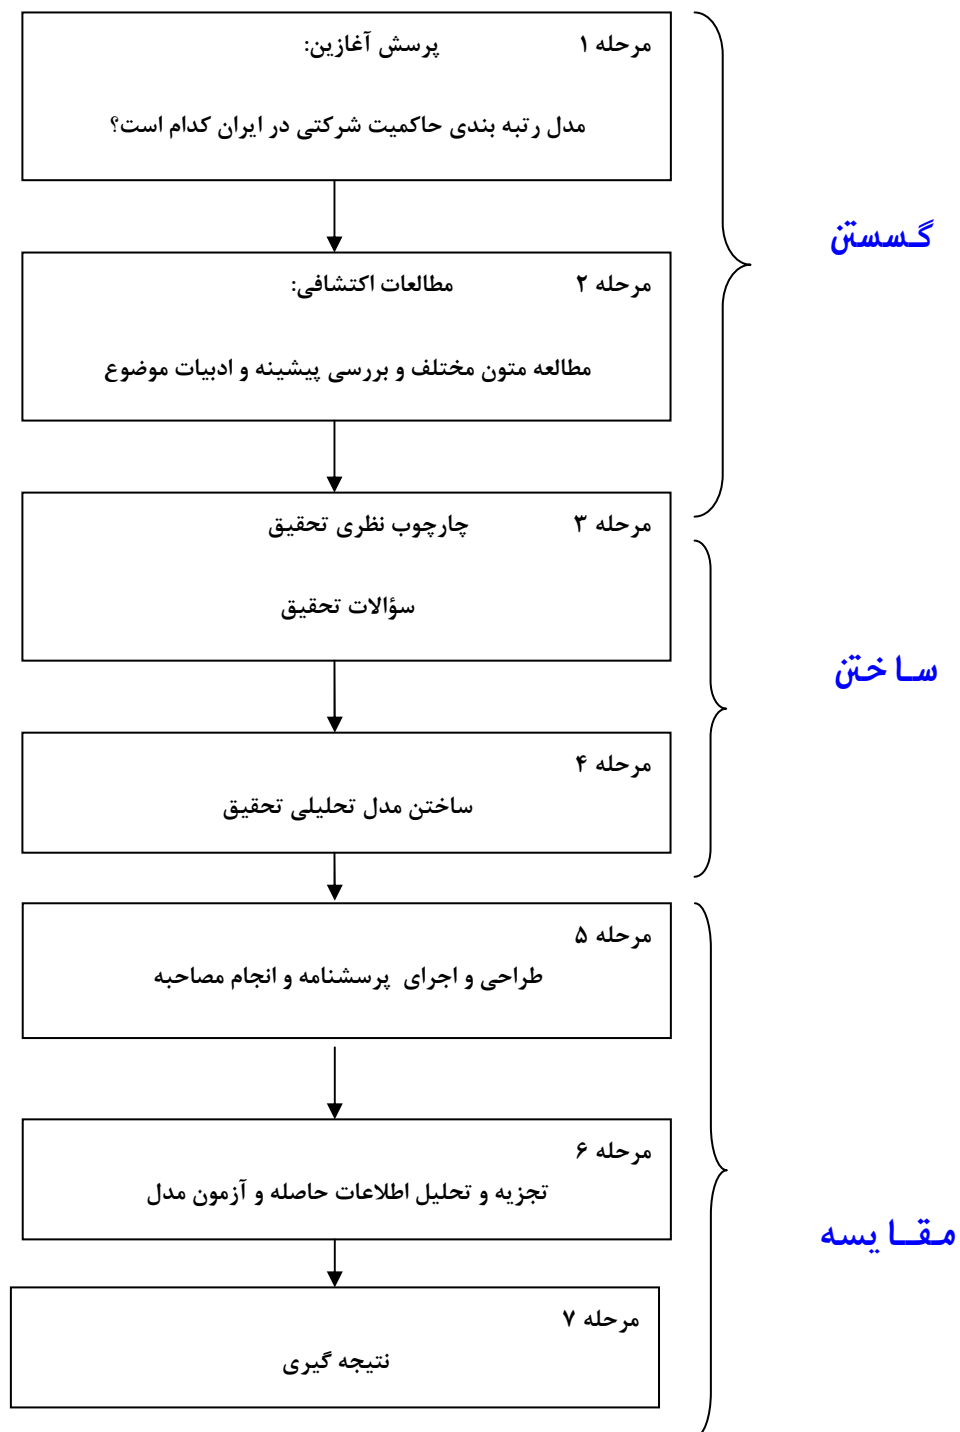 مرحله ۱ پرسش آغازین:
مدل رتبه بندی حاکمیت شرکتی در ایران کدام است؟
گسستن
مرحله ۲ مطالعات اکتشافی:
مطالعه متون مختلف و بررسی پیشینه و ادبیات موضوع
مرحله ۳ چارچوب نظری تحقیق
سؤالات تحقیق
ساختن
مرحله ۴
ساختن مدل تحلیلی تحقیق
مرحله ۵
طراحی و اجرای پرسشنامه و انجام مصاحبه
مرحله ۶
تجزیه و تحلیل اطلاعات حاصله و آزمون مدل
مقایسه
مرحله ۷
نتیجه گیری